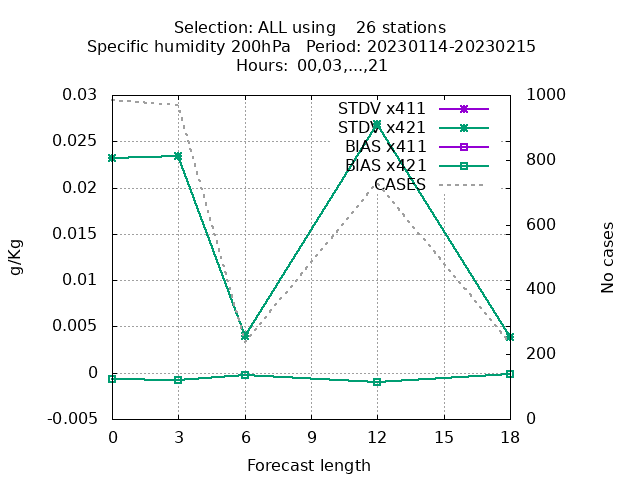 Selection: ALL using    26 stations
Specific humidity 200hPa   Period: 20230114-20230215
Hours: 00,03,...,21
STDV x411
STDV x421
BIAS x411
BIAS x421
CASES
0.03
0.025
0.02
0.015
0.01
0.005
0
-0.005
g/Kg
1000
800
600
400
200
0
No cases
0 3 6 9 12 15 18
Forecast length